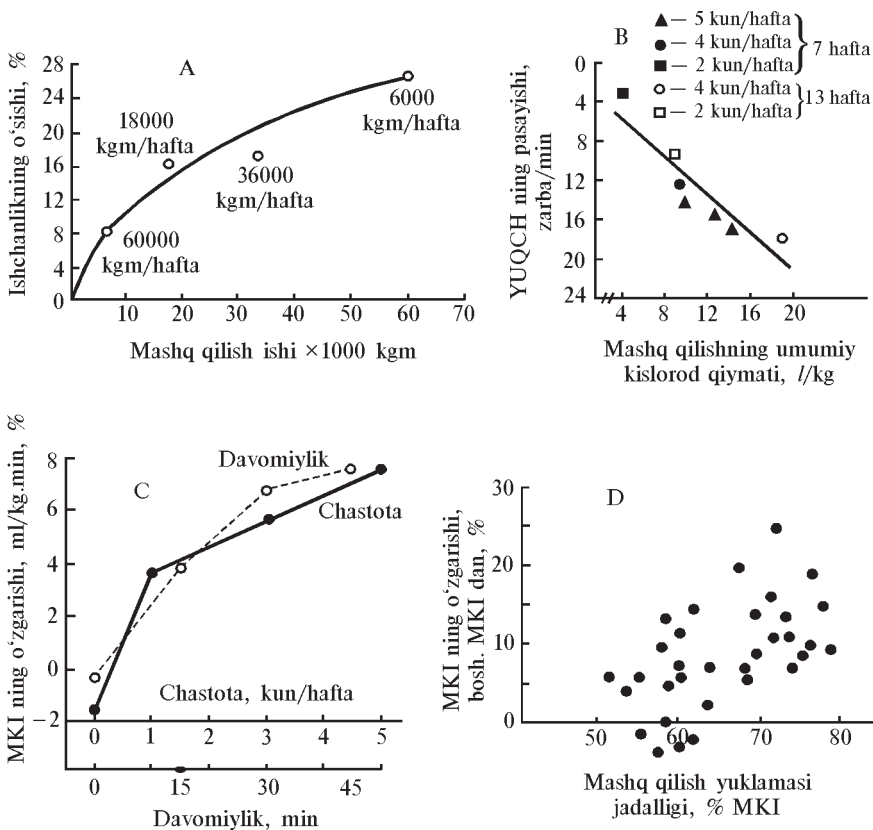 A
Ishchanlikning o‘sishi, %
28
24
20
16
12
8
4
0
18000
kgm/hafta
60000
kgm/hafta
36000
kgm/hafta
6000
kgm/hafta
10 20 30 40 50 60 70
Mashq qilish ishi ×1000 kgm
B
▲ — 5 kun/hafta
● — 4 kun/hafta
■ — 2 kun/hafta
7 hafta
○ — 4 kun/hafta
□ — 2 kun/hafta
13 hafta
YUQCH ning pasayishi,
zarba/min
0
4
8
12
16
20
24
4 8 12 16 20
Mashq qilishning umumiy
kislorod qiymati, l/kg
C
MKI ning o‘zgarishi, ml/kg.min, %
8
6
4
2
0
−2
Davomiylik
Chastota
Chastota, kun/hafta
0 1 2 3 4 5
0 15 30 45
Davomiylik, min
D
MKI ning o‘zgarishi,
bosh. MKI dan, %
30
20
10
0
50 60 70 80
Mashq qilish yuklamasi
jadalligi, % MKI